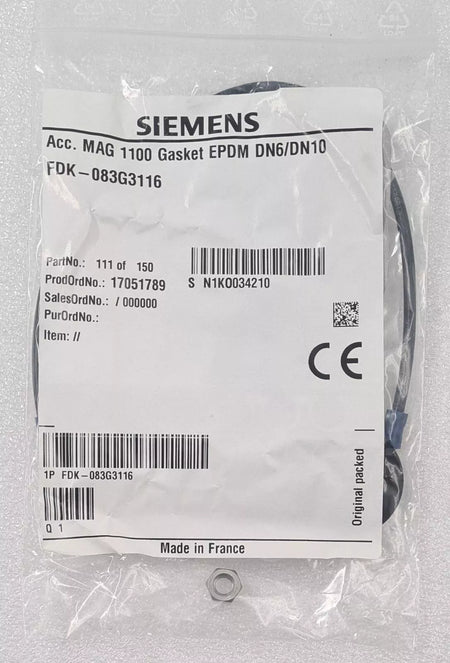 SIEMENS
Acc. MAG 1100 Gasket EPDM DN6/DN10
FDK-083G3116
PartNo.: 111 of 150
ProdOrdNo.: 17051789
S N1KO034210
SalesOrdNo.: / 000000
PurOrdNo.:
Item: //
CE
1P FDK-083G3116
Q 1
Original packed
Made in France